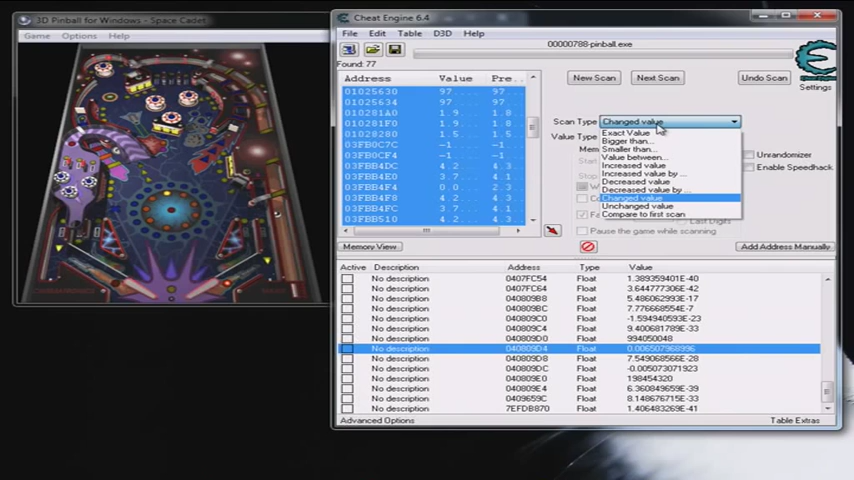 3D Pinball for Windows - Space Cadet
Game Options Help
Cheat Engine 6.4
File Edit Table D3D Help
00000788-pinball.exe
Found: 77
Address Value Pre..
01025630 97... 97...
01025634 97... 97...
010281A0 1.9... 1.8...
010281F0 1.9... 1.8...
01028280 1.5... 1.5...
03FB0C7C -1... -1...
03FB0CF4 -1... -1...
03FBB4DC 4.2... 4.3...
03FBB4E8 3.7... 4.1...
03FBB4F4 0.0 2.3...
03FBB4F8 4.2... 4.3...
03FBB4FC 3.7... 4.1...
03FBB510 4.2... 4.3...
New Scan Next Scan Undo Scan
Settings
Scan Type Changed value
Value Type
Exact Value
Bigger than...
Smaller than...
Value between...
Increased value
Increased value by ...
Decreased value
Decreased value by ...
Changed value
Unchanged value
Compare to first scan
Unrandomizer
Enable Speedhack
Last Digits
Pause the game while scanning
Memory View
Add Address Manually
Active Description Address Type Value
No description 0407FC54 Float 1.389359401E-40
No description 0407FC64 Float 3.644777306E-42
No description 040809B8 Float 5.486062993E-17
No description 040809BC Float 7.776668554E-7
No description 040809C0 Float -1.594940593E-23
No description 040809C4 Float 9.400681789E-33
No description 040809D0 Float 994050048
No description 040809D4 Float 0.006507968996
No description 040809D8 Float 7.549068566E-28
No description 040809DC Float -0.005073071923
No description 040809E0 Float 198454320
No description 040809E4 Float 6.360849659E-39
No description 0409659C Float 8.148676715E-33
No description 7EFDB870 Float 1.406483269E-41
Advanced Options
Table Extras